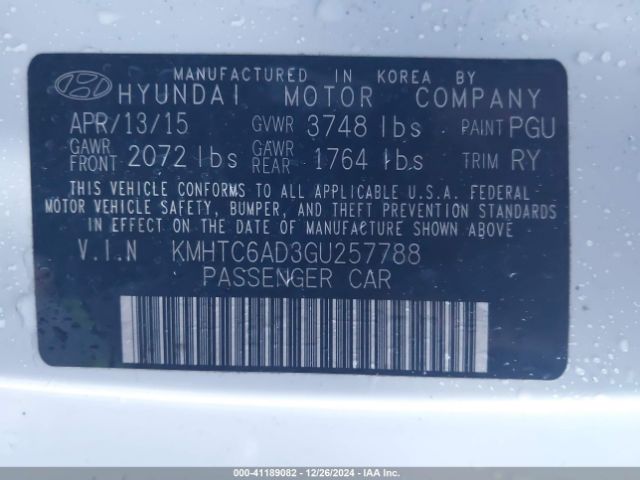 MANUFACTURED IN KOREA BY
HYUNDAI MOTOR COMPANY
APR/13/15 GVWR 3748 lbs PAINT PGU
GAWR FRONT 2072 lbs GAWR REAR 1764 lbs TRIM RY
THIS VEHICLE CONFORMS TO ALL APPLICABLE U.S.A. FEDERAL
MOTOR VEHICLE SAFETY, BUMPER, AND THEFT PREVENTION STANDARDS
IN EFFECT ON THE DATE OF MANUFACTURE SHOWN ABOVE.
V.I.N KMHTC6AD3GU257788
PASSENGER CAR
000-41189082 - 12/26/2024 - IAA Inc.